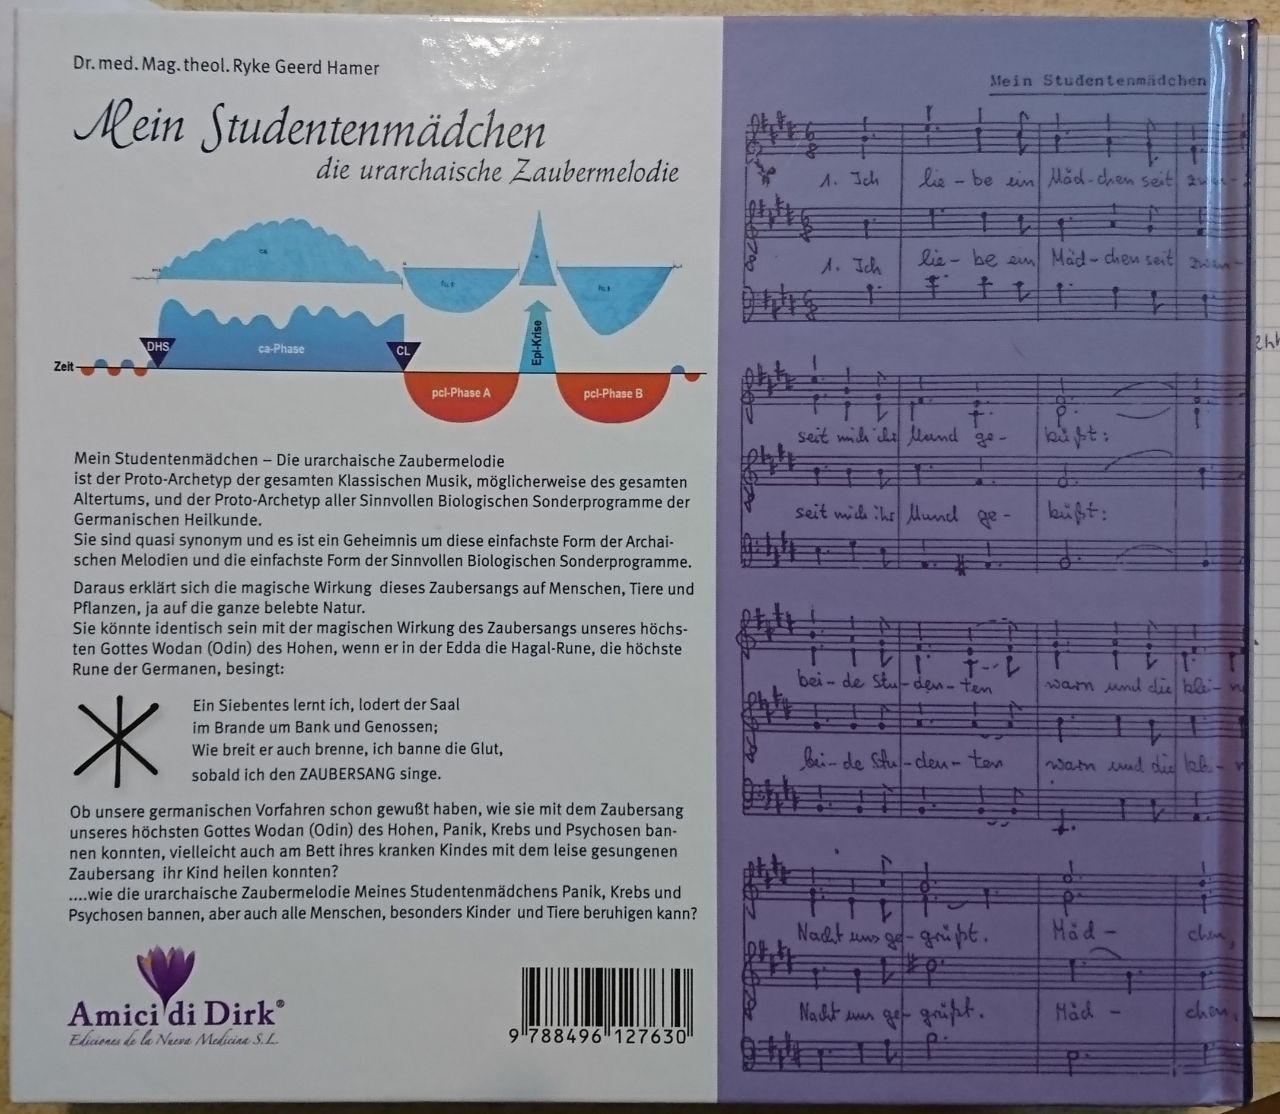 Dr. med. Mag. theol. Ryke Geerd Hamer
Mein Studentenmädchen
die urarchaische Zaubermelodie
DHS
ca-Phase
CL
Epi-Krise
Zeit
pcl-Phase A
pcl-Phase B
Mein Studentenmädchen – Die urarchaische Zaubermelodie
ist der Proto-Archetyp der gesamten Klassischen Musik, möglicherweise des gesamten
Altertums, und der Proto-Archetyp aller Sinnvollen Biologischen Sonderprogramme der
Germanischen Heilkunde.
Sie sind quasi synonym und es ist ein Geheimnis um diese einfachste Form der Archai-
schen Melodien und die einfachste Form der Sinnvollen Biologischen Sonderprogramme.
Daraus erklärt sich die magische Wirkung dieses Zaubersangs auf Menschen, Tiere und
Pflanzen, ja auf die ganze belebte Natur.
Sie könnte identisch sein mit der magischen Wirkung des Zaubersangs unseres höchs-
ten Gottes Wodan (Odin) des Hohen, wenn er in der Edda die Hagal-Rune, die höchste
Rune der Germanen, besingt:
Ein Siebentes lernt ich, lodert der Saal
im Brande um Bank und Genossen;
Wie breit er auch brenne, ich banne die Glut,
sobald ich den ZAUBERSANG singe.
Ob unsere germanischen Vorfahren schon gewußt haben, wie sie mit dem Zaubersang
unseres höchsten Gottes Wodan (Odin) des Hohen, Panik, Krebs und Psychosen ban-
nen konnten, vielleicht auch am Bett ihres kranken Kindes mit dem leise gesungenen
Zaubersang ihr Kind heilen konnten?
....wie die urarchaische Zaubermelodie Meines Studentenmädchens Panik, Krebs und
Psychosen bannen, aber auch alle Menschen, besonders Kinder und Tiere beruhigen kann?
Amici di Dirk®
Ediciones de la Nueva Medicina S.L.
9 788496 127630
Mein Studentenmädchen
1. Ich lie - be ein Mäd - chen seit zwan -
1. Ich lie - be ein Mäd - chen seit zwan -
seit mich ihr Mund ge - küßt:
seit mich ihr Mund ge - küßt:
bei - de Stu - den - ten warn und die klei -
bei - de Stu - den - ten warn und die klei -
Nacht uns ge - grüßt. Mäd - chen,
Nacht uns ge - grüßt. Mäd - chen,